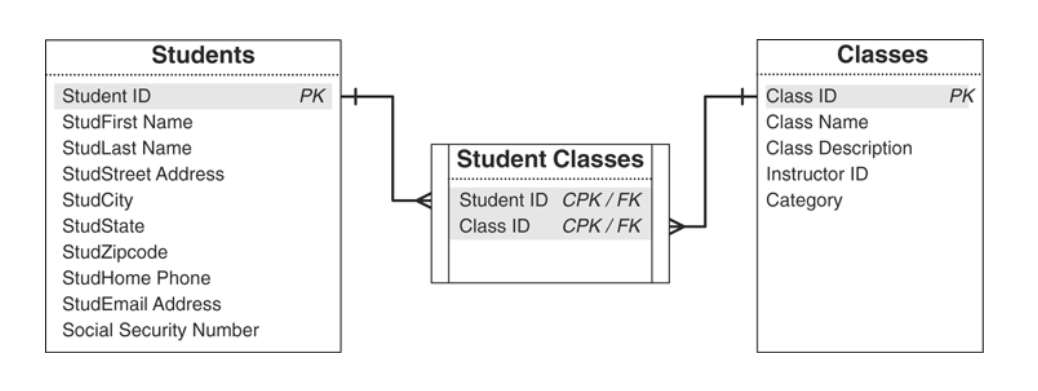 Students
Student ID PK
StudFirst Name
StudLast Name
StudStreet Address
StudCity
StudState
StudZipcode
StudHome Phone
StudEmail Address
Social Security Number
Student Classes
Student ID CPK / FK
Class ID CPK / FK
Classes
Class ID PK
Class Name
Class Description
Instructor ID
Category